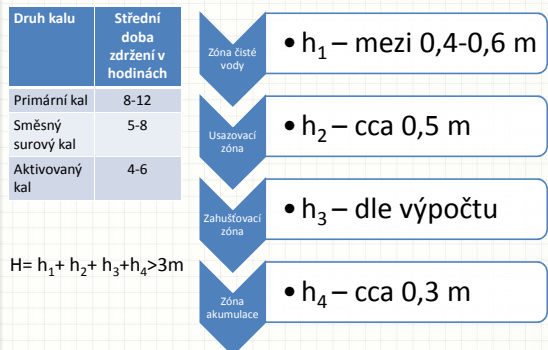 Druh kalu
Střední
doba
zdržení v
hodinách
Primární kal
8-12
Směsný
surový kal
5-8
Aktivovaný
kal
4-6
H= h₁+ h₂+ h₃+h₄>3m
Zóna čisté
vody
• h₁ – mezi 0,4-0,6 m
Usazovací
zóna
• h₂ – cca 0,5 m
Zahušťovací
zóna
• h₃ – dle výpočtu
Zóna
akumulace
• h₄ – cca 0,3 m